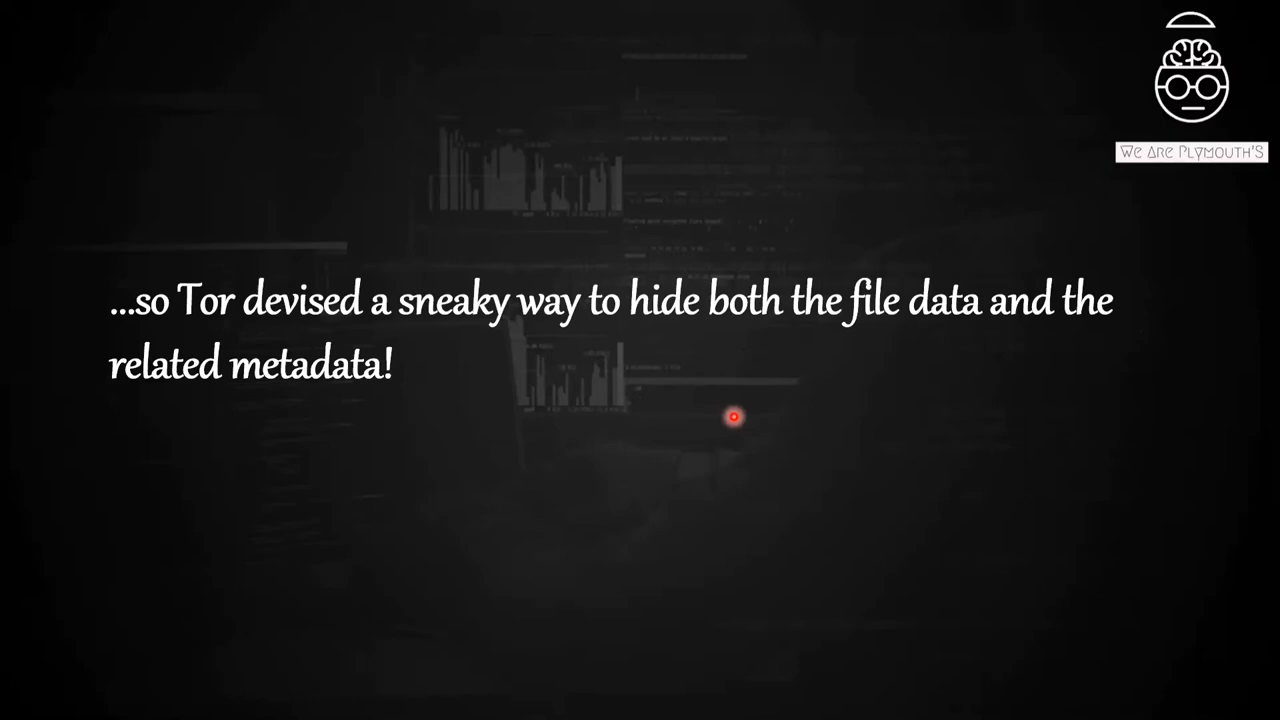 We Are Plymouth's
...so Tor devised a sneaky way to hide both the file data and the
related metadata!